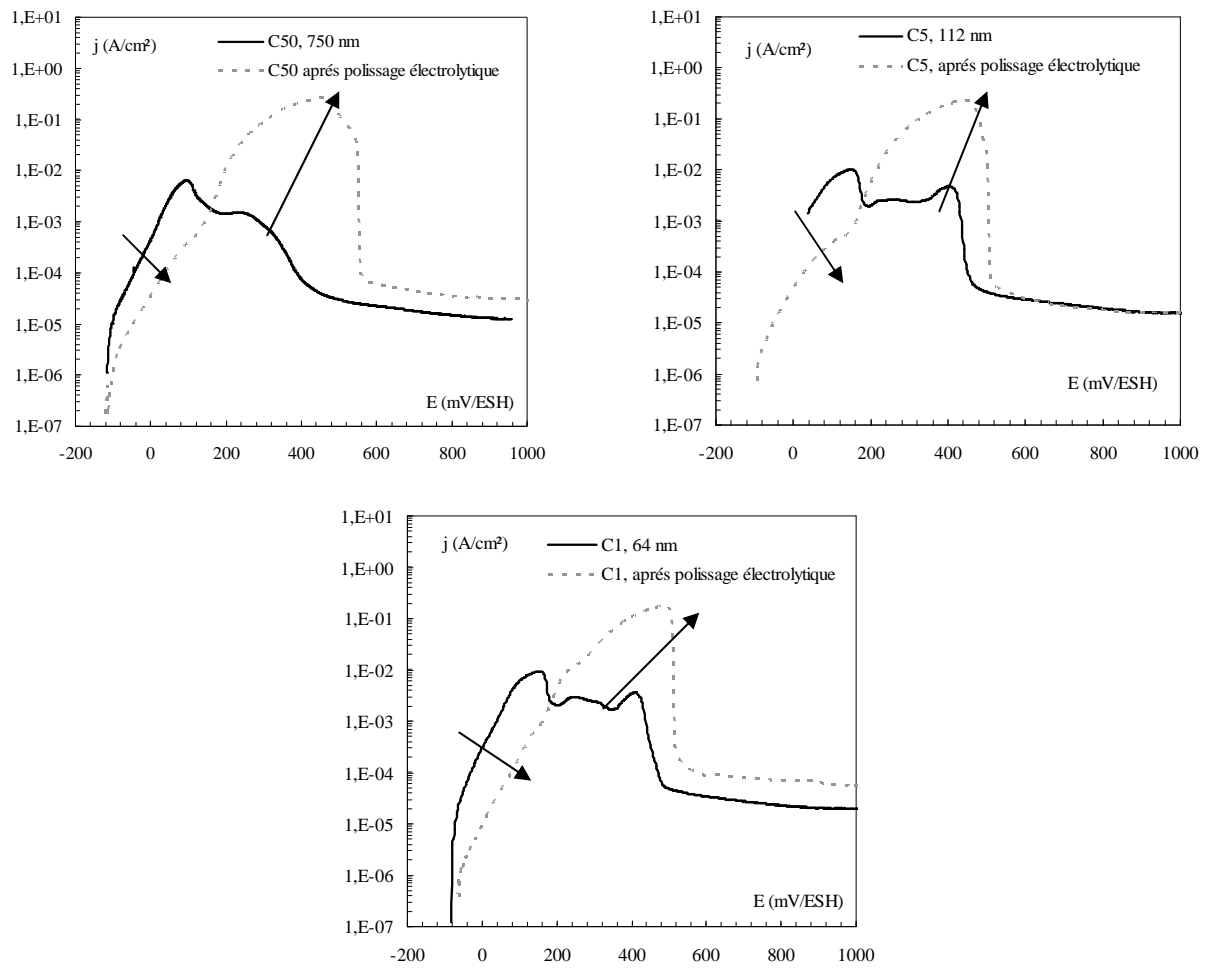 j (A/cm²)
C50, 750 nm
C50 aprés polissage électrolytique
1,E+01
1,E+00
1,E-01
1,E-02
1,E-03
1,E-04
1,E-05
1,E-06
1,E-07
E (mV/ESH)
-200 0 200 400 600 800 1000
j (A/cm²)
C5, 112 nm
C5, aprés polissage électrolytique
1,E+01
1,E+00
1,E-01
1,E-02
1,E-03
1,E-04
1,E-05
1,E-06
1,E-07
E (mV/ESH)
-200 0 200 400 600 800 1000
j (A/cm²)
C1, 64 nm
C1, aprés polissage électrolytique
1,E+01
1,E+00
1,E-01
1,E-02
1,E-03
1,E-04
1,E-05
1,E-06
1,E-07
E (mV/ESH)
-200 0 200 400 600 800 1000